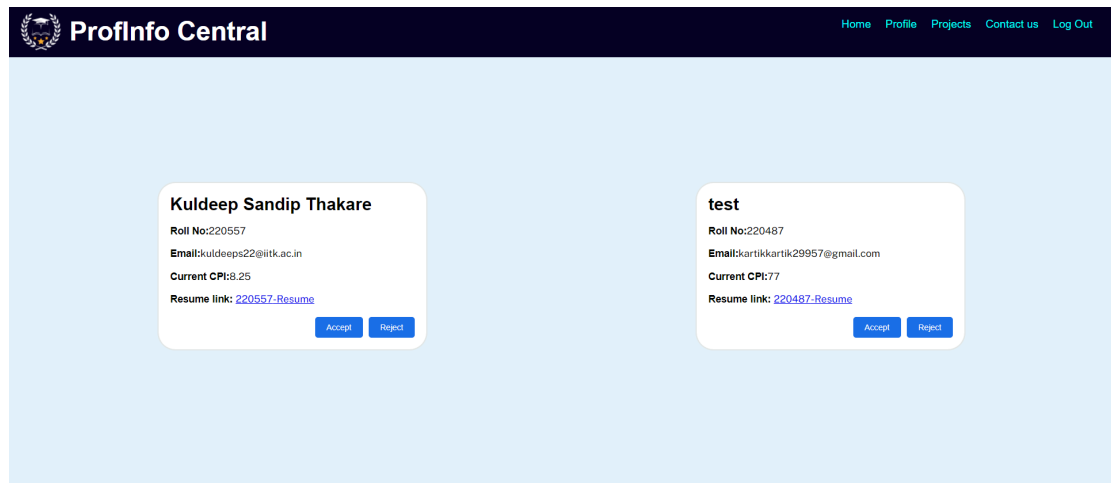 ProfInfo Central
Home Profile Projects Contact us Log Out
Kuldeep Sandip Thakare
Roll No:220557
Email:kuldeeps22@iitk.ac.in
Current CPI:8.25
Resume link: 220557-Resume
Accept Reject
test
Roll No:220487
Email:kartikkartik29957@gmail.com
Current CPI:77
Resume link: 220487-Resume
Accept Reject